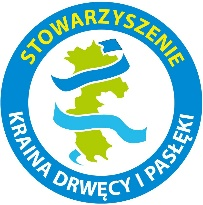 STOWARZYSZENIE
KRAINA DRWĘCY I PASŁĘKI